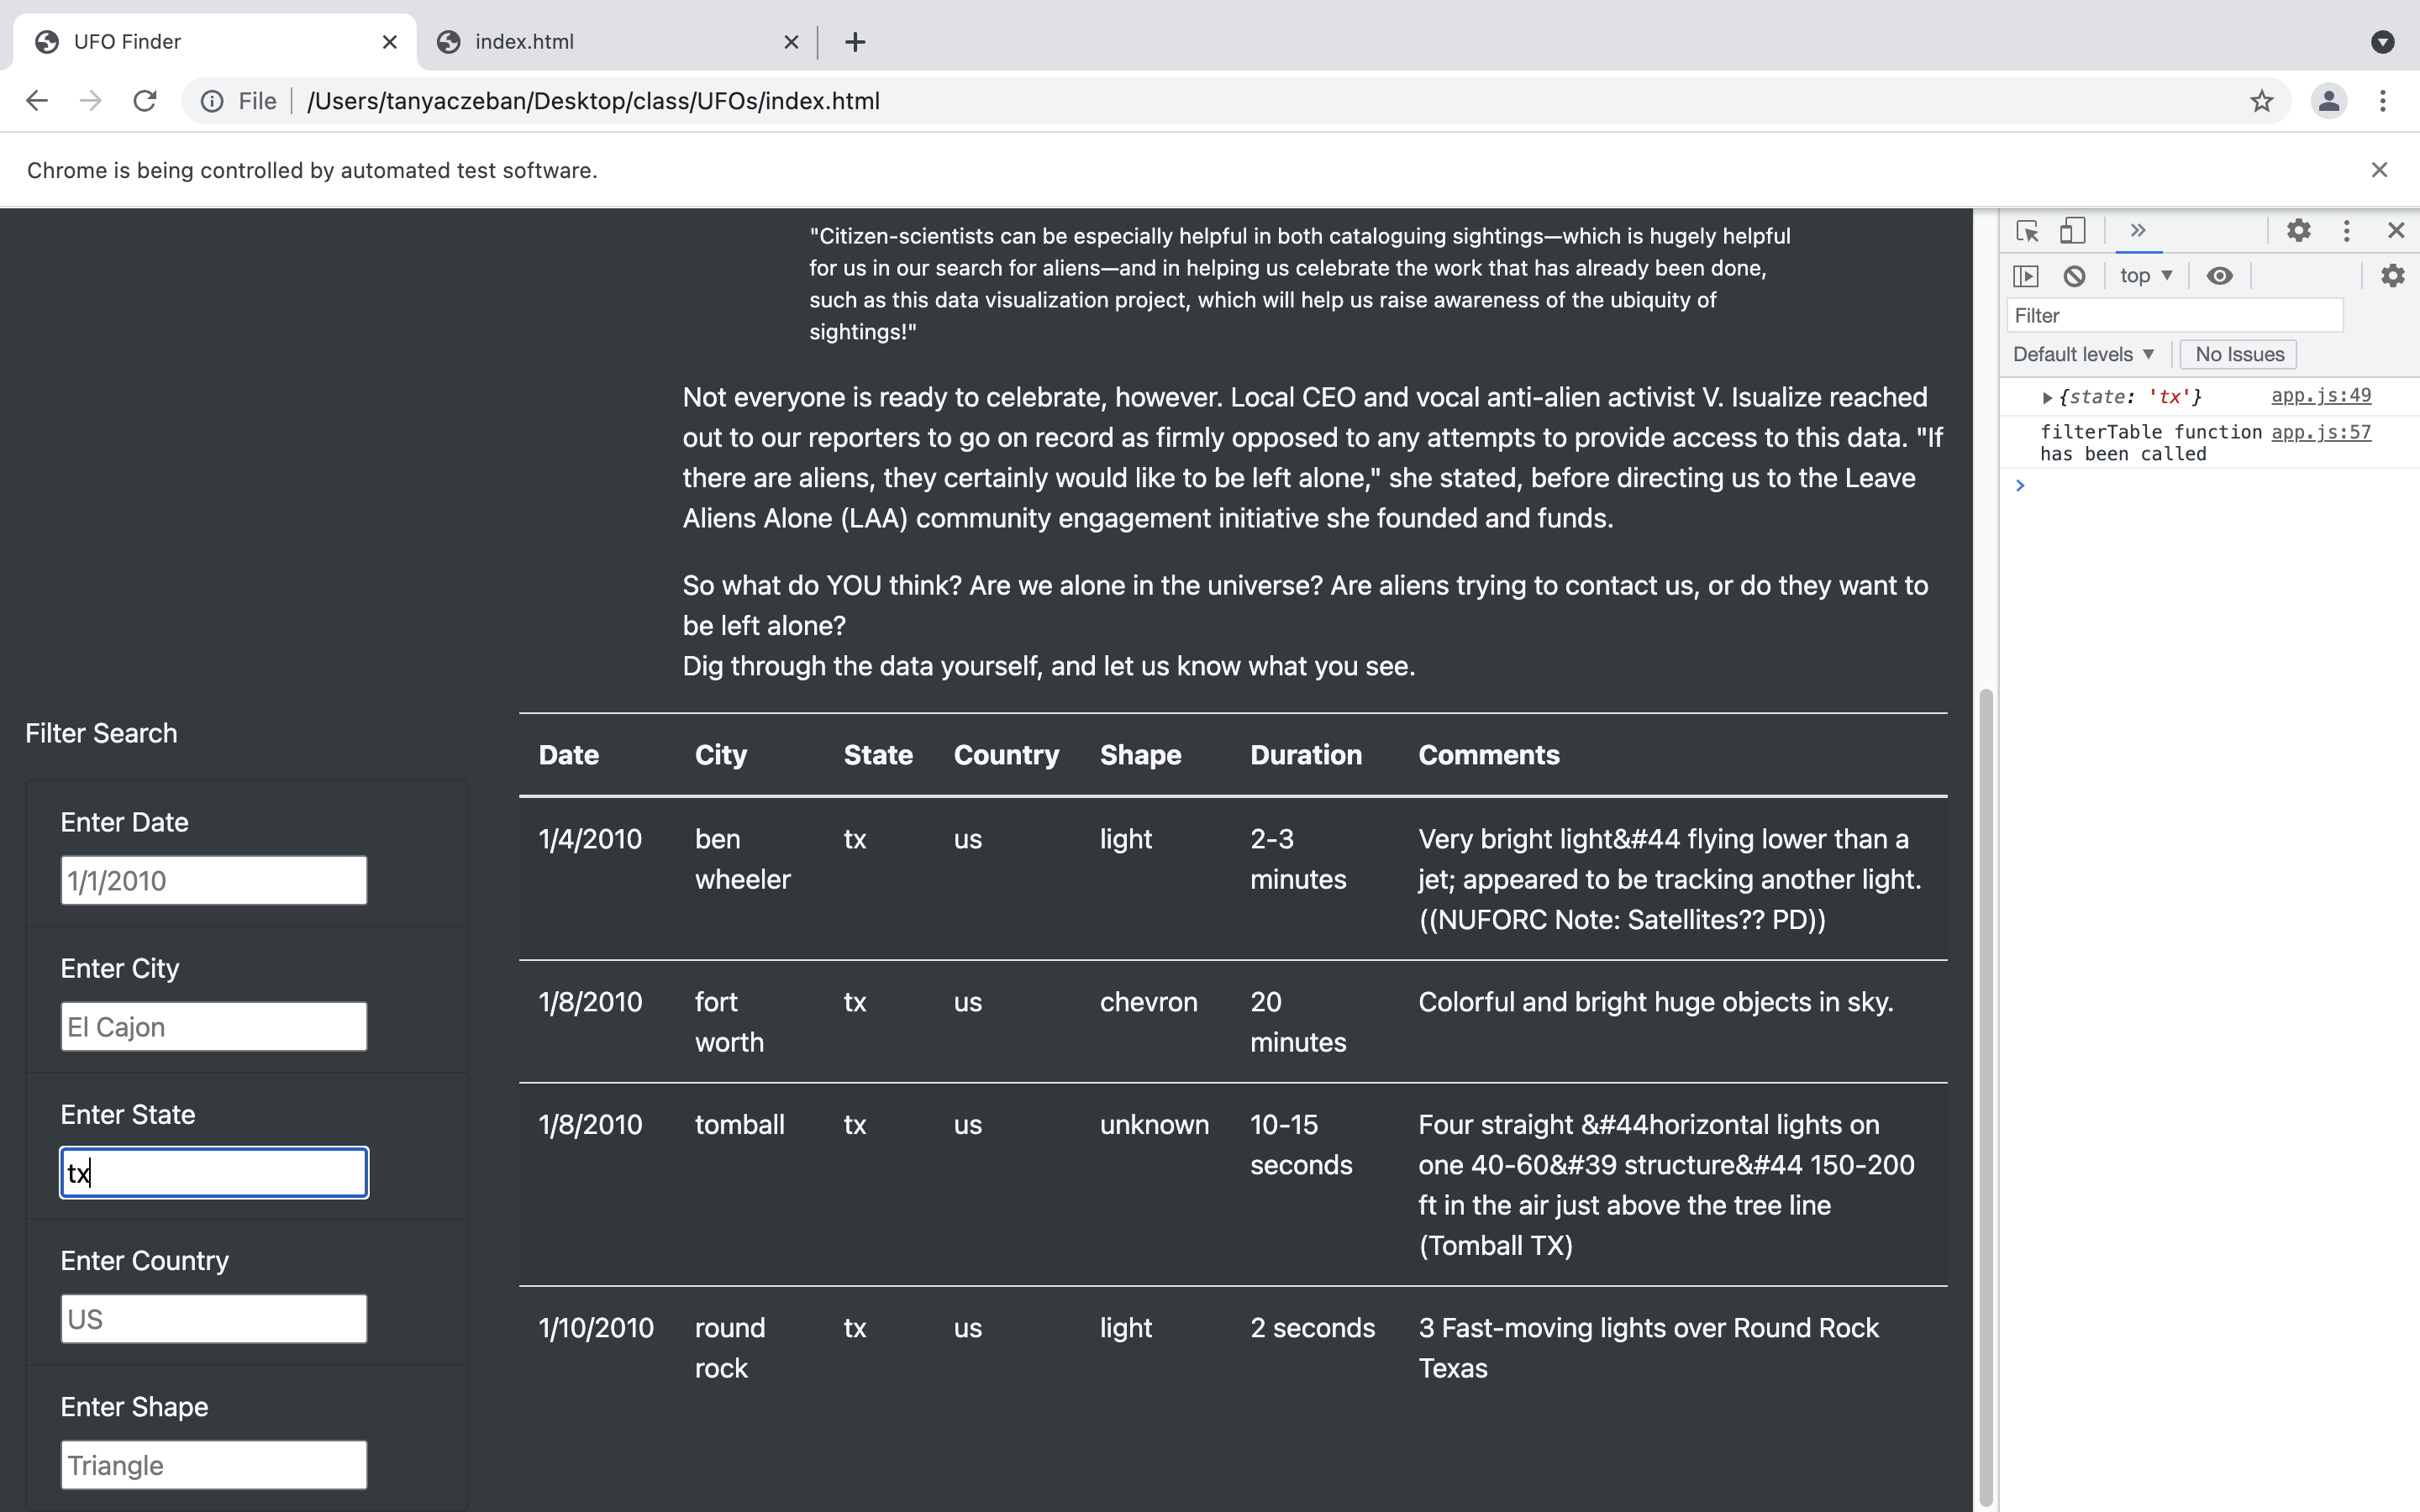 UFO Finder
index.html
File
/Users/tanyaczeban/Desktop/class/UFOs/index.html
Chrome is being controlled by automated test software.
"Citizen-scientists can be especially helpful in both cataloguing sightings—which is hugely helpful
for us in our search for aliens—and in helping us celebrate the work that has already been done,
such as this data visualization project, which will help us raise awareness of the ubiquity of
sightings!"
Not everyone is ready to celebrate, however. Local CEO and vocal anti-alien activist V. Isualize reached
out to our reporters to go on record as firmly opposed to any attempts to provide access to this data. "If
there are aliens, they certainly would like to be left alone," she stated, before directing us to the Leave
Aliens Alone (LAA) community engagement initiative she founded and funds.
So what do YOU think? Are we alone in the universe? Are aliens trying to contact us, or do they want to
be left alone?
Dig through the data yourself, and let us know what you see.
Filter Search
Enter Date
1/1/2010
Enter City
El Cajon
Enter State
tx
Enter Country
US
Enter Shape
Triangle
Date City State Country Shape Duration Comments
1/4/2010 ben tx us light 2-3 Very bright light&#44 flying lower than a
wheeler minutes jet; appeared to be tracking another light.
((NUFORC Note: Satellites?? PD))
1/8/2010 fort tx us chevron 20 Colorful and bright huge objects in sky.
worth minutes
1/8/2010 tomball tx us unknown 10-15 Four straight &#44horizontal lights on
seconds one 40-60&#39 structure&#44 150-200
ft in the air just above the tree line
(Tomball TX)
1/10/2010 round tx us light 2 seconds 3 Fast-moving lights over Round Rock
rock Texas
top
Filter
Default levels No Issues
{state: 'tx'} app.js:49
filterTable function app.js:57
has been called